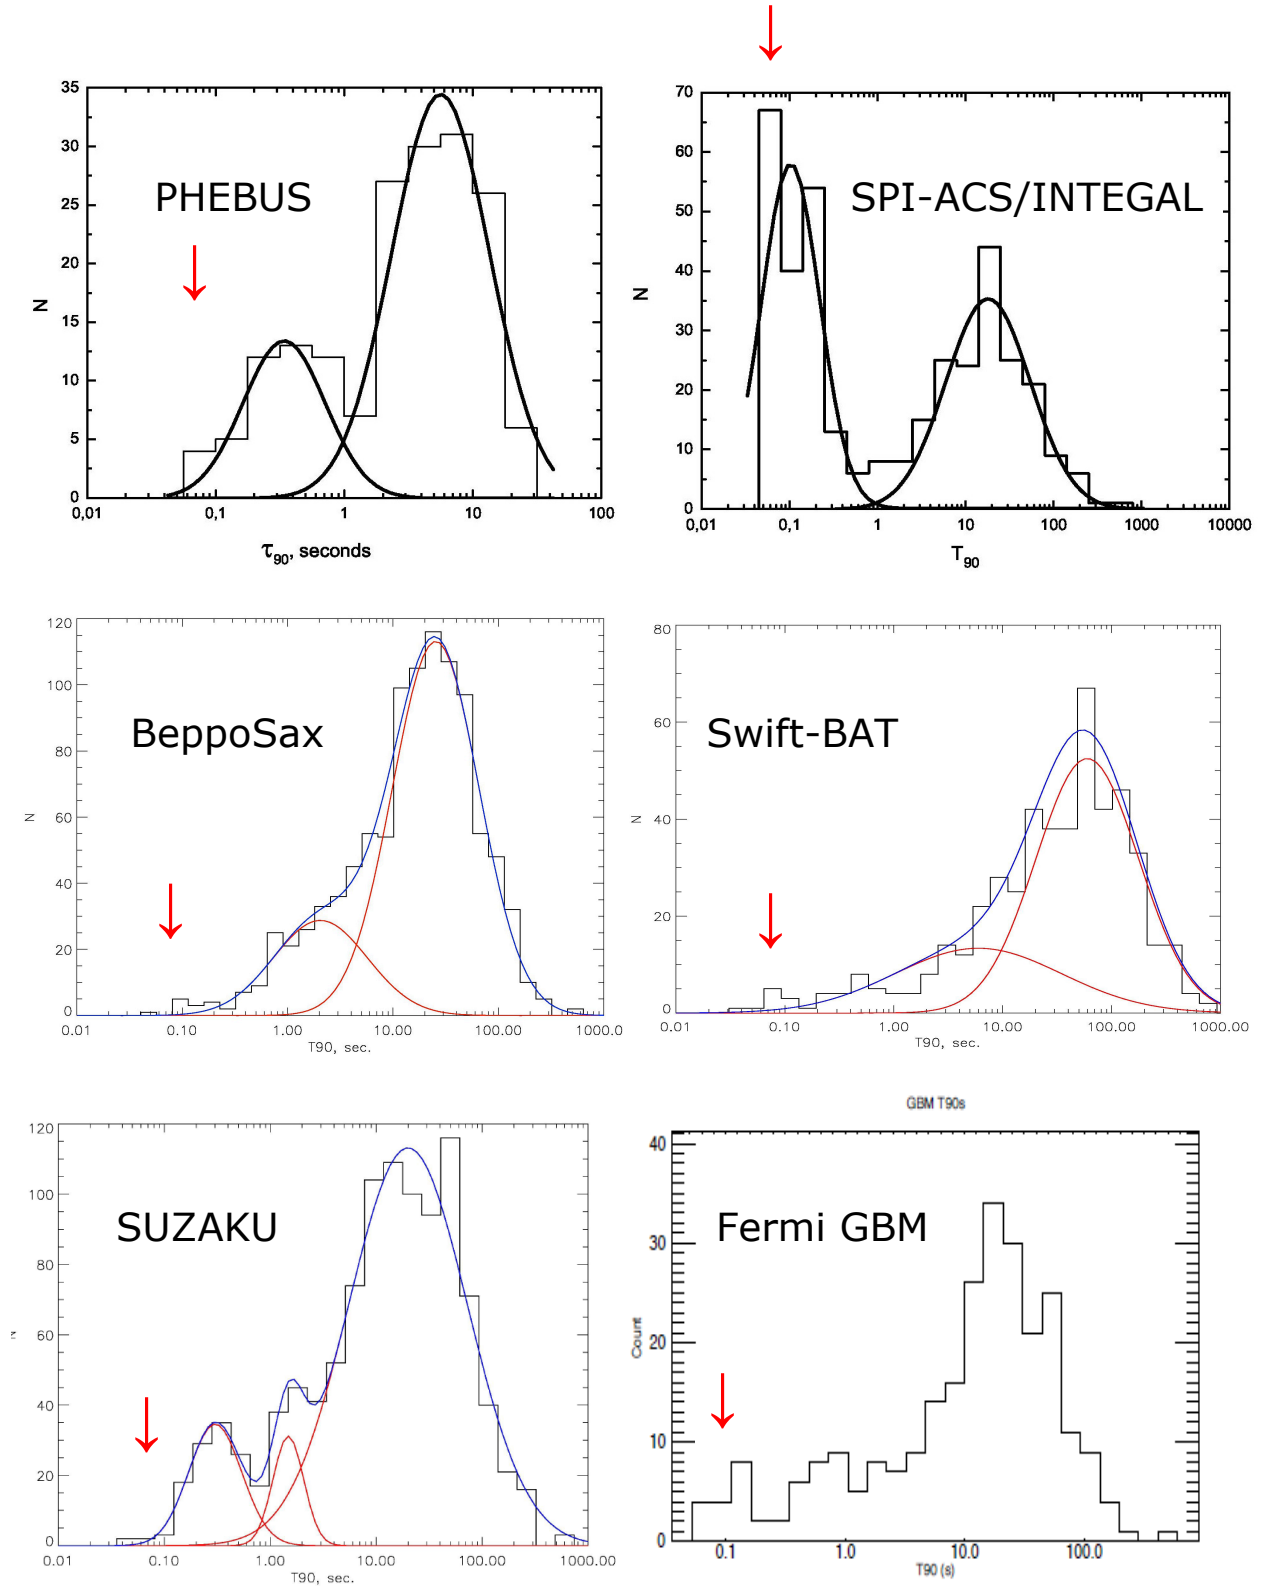 PHEBUS
35
30
25
20
15
10
5
0
N
0,01 0,1 1 10 100
τ90, seconds
SPI-ACS/INTEGAL
70
60
50
40
30
20
10
0
N
0,01 0,1 1 10 100 1000 10000
T90
BeppoSax
120
100
80
60
40
20
0
N
0.01 0.10 1.00 10.00 100.00 1000.00
T90, sec.
Swift-BAT
80
60
40
20
0
N
0.01 0.10 1.00 10.00 100.00 1000.00
T90, sec.
SUZAKU
120
100
80
60
40
20
0
N
0.01 0.10 1.00 10.00 100.00 1000.00
T90, sec.
GBM T90s
Fermi GBM
40
30
20
10
0
Count
0.1 1.0 10.0 100.0
T90 (s)